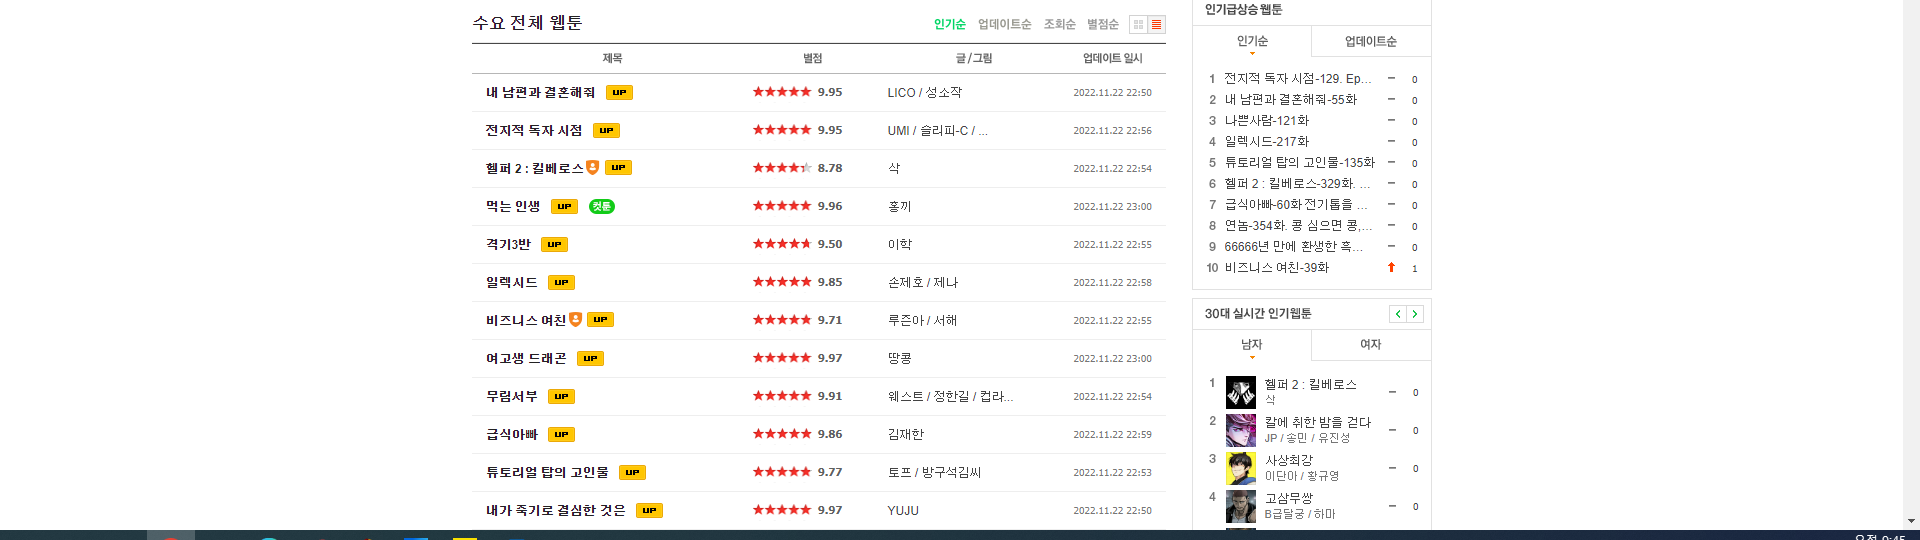 수요 전체 웹툰
인기순 업데이트순 조회순 별점순
제목 별점 글 / 그림 업데이트 일시
내 남편과 결혼해줘 UP 9.95 LICO / 성소작 2022.11.22 22:50
전지적 독자 시점 UP 9.95 UMI / 슬리피-C / ... 2022.11.22 22:56
헬퍼 2 : 킬베로스 UP 8.78 삭 2022.11.22 22:54
먹는 인생 UP 컷툰 9.96 홍끼 2022.11.22 23:00
격기3반 UP 9.50 이학 2022.11.22 22:55
일렉시드 UP 9.85 손제호 / 제나 2022.11.22 22:58
비즈니스 여친 UP 9.71 루즌아 / 서해 2022.11.22 22:55
여고생 드래곤 UP 9.97 땅콩 2022.11.22 23:00
무림서부 UP 9.91 웨스트 / 정한길 / 컵라... 2022.11.22 22:54
급식아빠 UP 9.86 김재한 2022.11.22 22:59
튜토리얼 탑의 고인물 UP 9.77 토프 / 방구석김씨 2022.11.22 22:53
내가 죽기로 결심한 것은 UP 9.97 YUJU 2022.11.22 22:50
인기급상승 웹툰
인기순 업데이트순
1 전지적 독자 시점-129. Ep... 0
2 내 남편과 결혼해줘-55화 0
3 나쁜사람-121화 0
4 일렉시드-217화 0
5 튜토리얼 탑의 고인물-135화 0
6 헬퍼 2 : 킬베로스-329화. ... 0
7 급식아빠-60화 전기톱을 ... 0
8 연놈-354화. 콩 심으면 콩,... 0
9 66666년 만에 환생한 흑... 0
10 비즈니스 여친-39화 1
30대 실시간 인기웹툰
남자 여자
1 헬퍼 2 : 킬베로스 0
삭
2 칼에 취한 밤을 걷다 0
JP / 송민 / 유진성
3 사상최강 0
이단아 / 황규영
4 고삼무쌍 0
B급달궁 / 하마